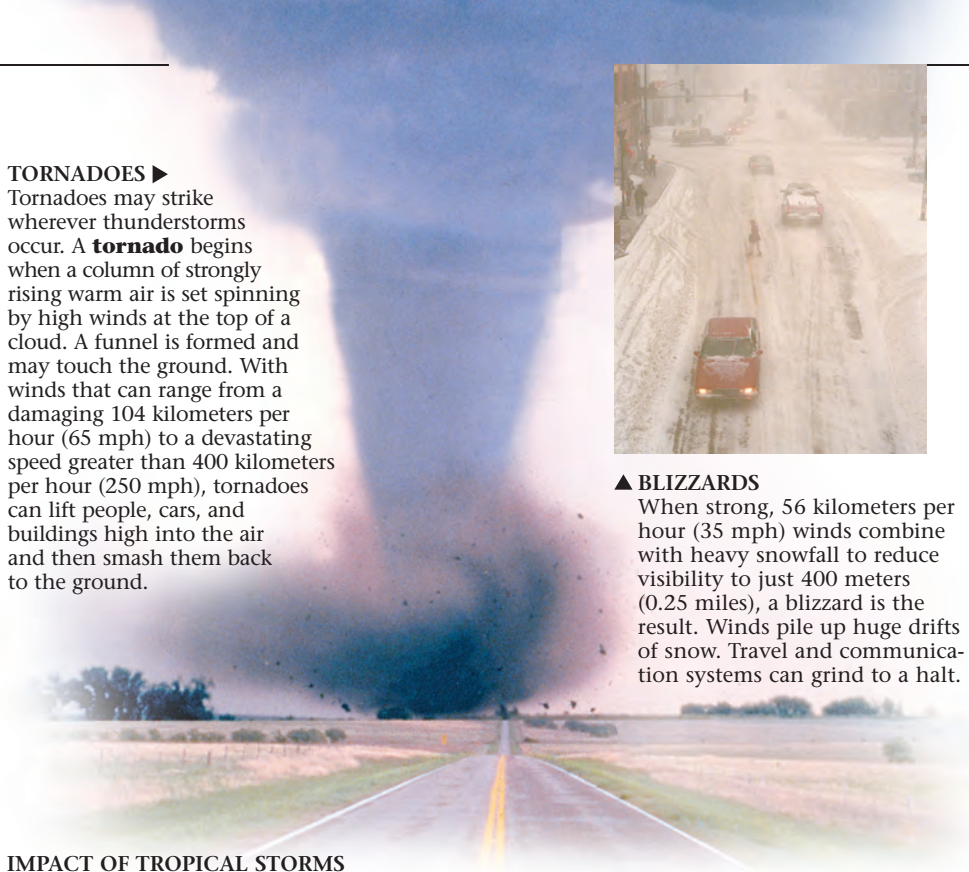 TORNADOES ▶
Tornadoes may strike
wherever thunderstorms
occur. A tornado begins
when a column of strongly
rising warm air is set spinning
by high winds at the top of a
cloud. A funnel is formed and
may touch the ground. With
winds that can range from a
damaging 104 kilometers per
hour (65 mph) to a devastating
speed greater than 400 kilometers
per hour (250 mph), tornadoes
can lift people, cars, and
buildings high into the air
and then smash them back
to the ground.
▲ BLIZZARDS
When strong, 56 kilometers per
hour (35 mph) winds combine
with heavy snowfall to reduce
visibility to just 400 meters
(0.25 miles), a blizzard is the
result. Winds pile up huge drifts
of snow. Travel and communica-
tion systems can grind to a halt.
IMPACT OF TROPICAL STORMS